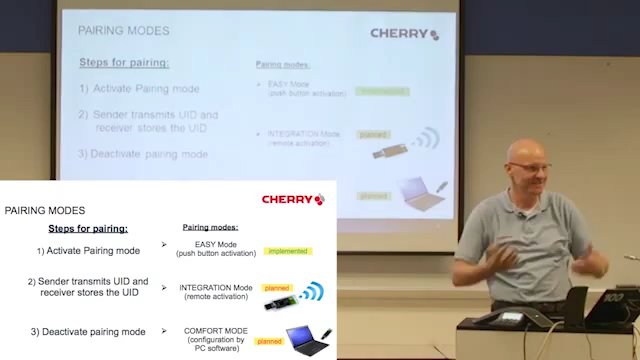 PAIRING MODES
CHERRY
Steps for pairing:
Pairing modes:
1) Activate Pairing mode
EASY Mode
(push button activation)
implemented
2) Sender transmits UID and
receiver stores the UID
INTEGRATION Mode
(remote activation)
planned
3) Deactivate pairing mode
planned
CHERRY
PAIRING MODES
Steps for pairing:
Pairing modes:
1) Activate Pairing mode
EASY Mode
(push button activation)
implemented
2) Sender transmits UID and
receiver stores the UID
INTEGRATION Mode
(remote activation)
planned
3) Deactivate pairing mode
COMFORT MODE
(configuration by
PC software)
planned